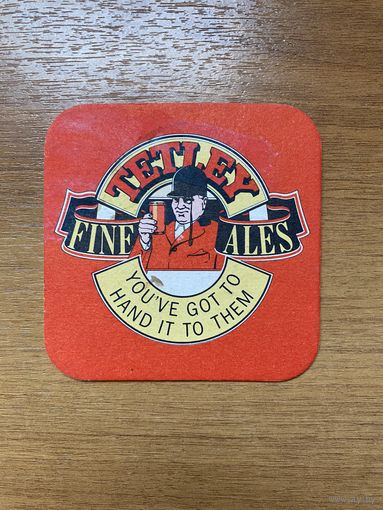 TETLEY
FINE ALES
YOU'VE GOT TO
HAND IT TO THEM